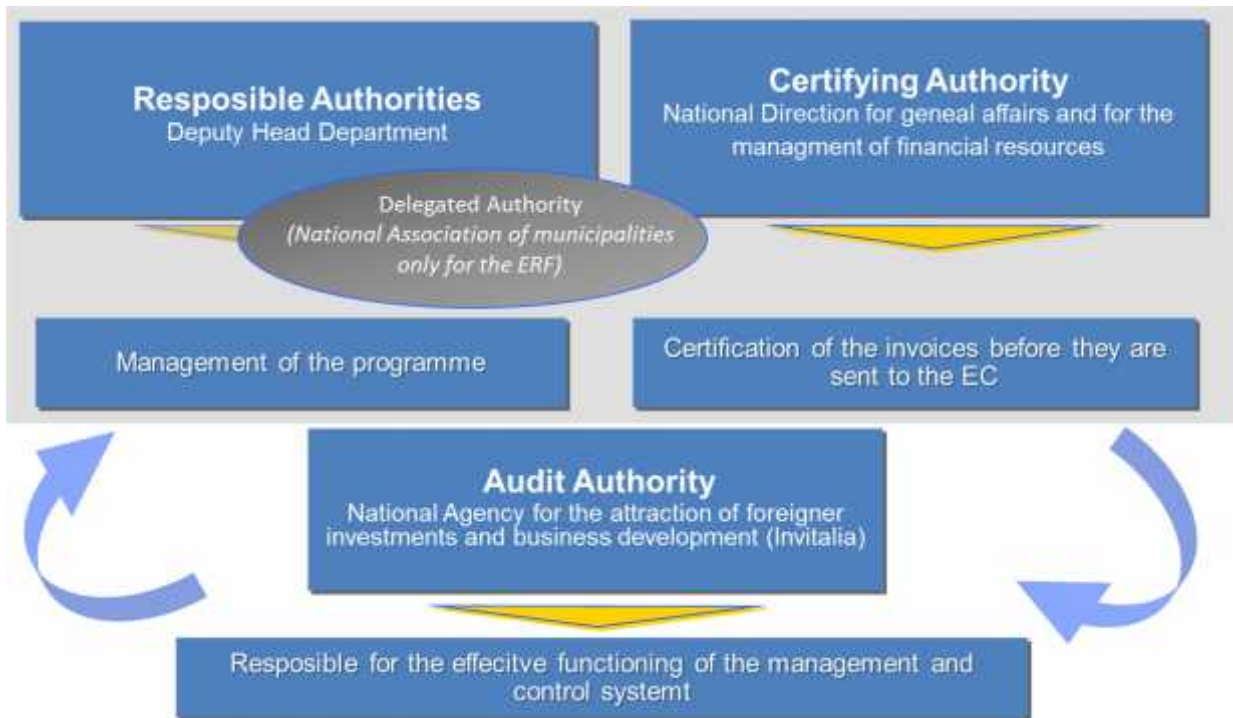 Resposible Authorities
Deputy Head Department
Certifying Authority
National Direction for geneal affairs and for the
managment of financial resources
Delegated Authority
(National Association of municipalities
only for the ERF)
Management of the programme
Certification of the invoices before they are
sent to the EC
Audit Authority
National Agency for the attraction of foreigner
investments and business development (Invitalia)
Resposible for the effecitve functioning of the management and
control systemt